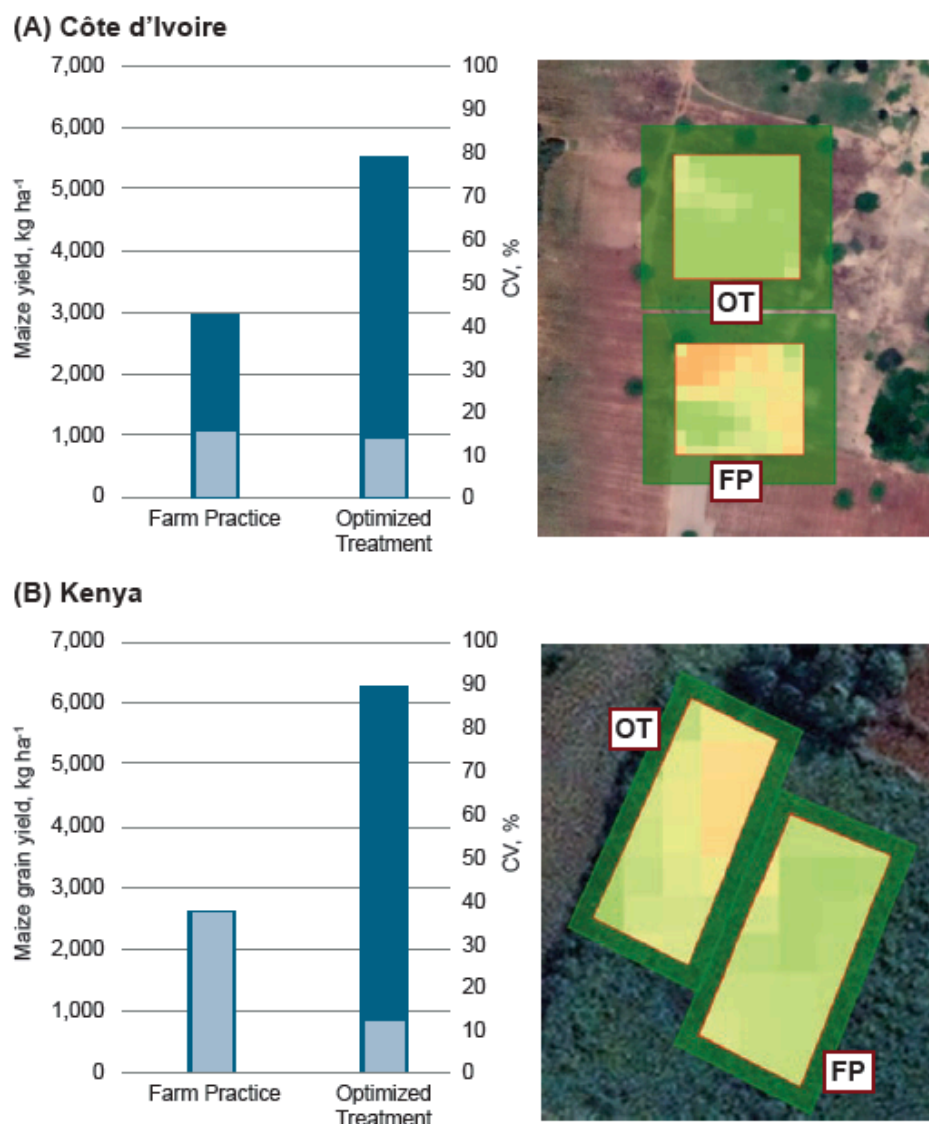 (A) Côte d’Ivoire
7,000
6,000
5,000
4,000
3,000
2,000
1,000
0
Maize yield, kg ha⁻¹
100
90
80
70
60
50
40
30
20
10
0
CV, %
Farm Practice
Optimized
Treatment
OT
FP
(B) Kenya
7,000
6,000
5,000
4,000
3,000
2,000
1,000
0
Maize grain yield, kg ha⁻¹
100
90
80
70
60
50
40
30
20
10
0
CV, %
Farm Practice
Optimized
Treatment
OT
FP